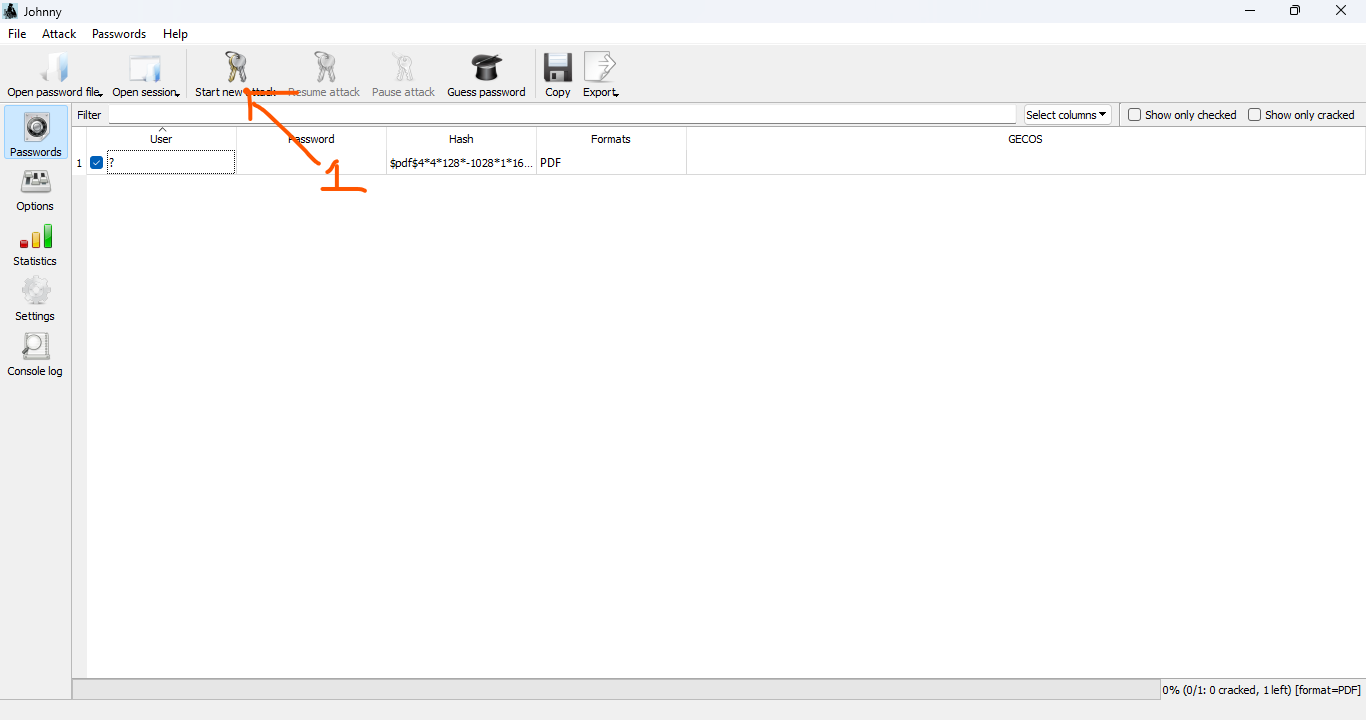 Johnny
File Attack Passwords Help
Open password file Open session Start new attack Resume attack Pause attack Guess password Copy Export
Filter Select columns Show only checked Show only cracked
Passwords
User Password Hash Formats GECOS
1 ? $pdf$4*4*128*-1028*1*16... PDF
1
Options
Statistics
Settings
Console log
0% (0/1: 0 cracked, 1 left) [format=PDF]